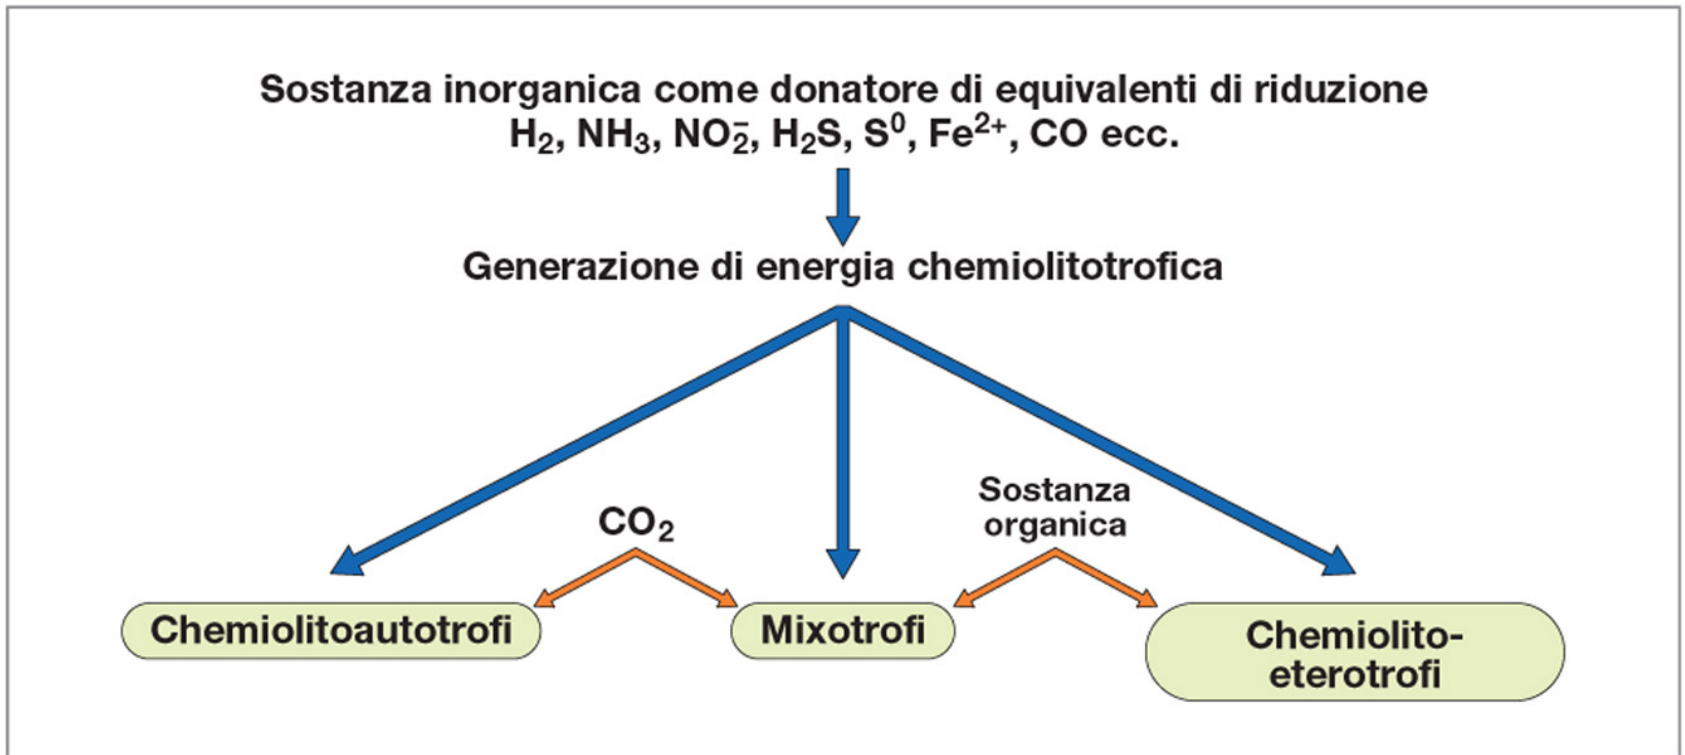 Sostanza inorganica come donatore di equivalenti di riduzione
H₂, NH₃, NO₂⁻, H₂S, S⁰, Fe²⁺, CO ecc.
Generazione di energia chemiolitotrofica
CO₂
Sostanza
organica
Chemiolitoautotrofi
Mixotrofi
Chemiolito-
eterotrofi